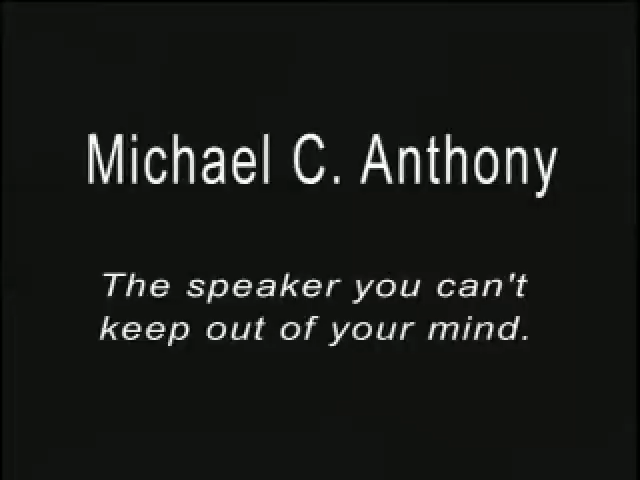 Michael C. Anthony
The speaker you can't
keep out of your mind.